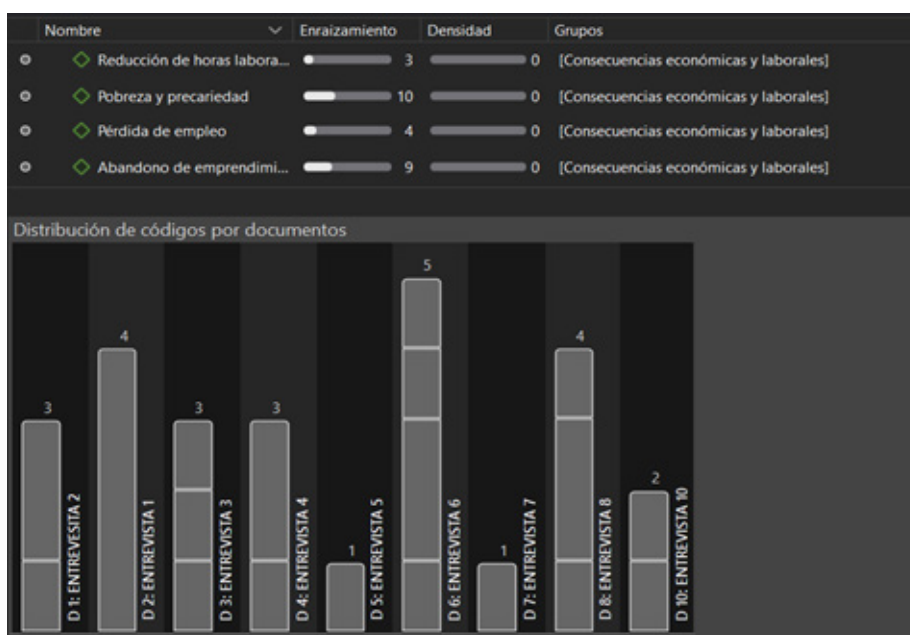 Nombre Enraizamiento Densidad Grupos
Reducción de horas labora... 3 0 [Consecuencias económicas y laborales]
Pobreza y precariedad 10 0 [Consecuencias económicas y laborales]
Pérdida de empleo 4 0 [Consecuencias económicas y laborales]
Abandono de emprendimi... 9 0 [Consecuencias económicas y laborales]
Distribución de códigos por documentos
3
D 1: ENTREVESITA 2
4
D 2: ENTREVISTA 1
3
D 3: ENTREVISTA 3
3
D 4: ENTREVISTA 4
1
D 5: ENTREVISTA 5
5
D 6: ENTREVISTA 6
1
D 7: ENTREVISTA 7
4
D 8: ENTREVISTA 8
2
D 10: ENTREVISTA 10